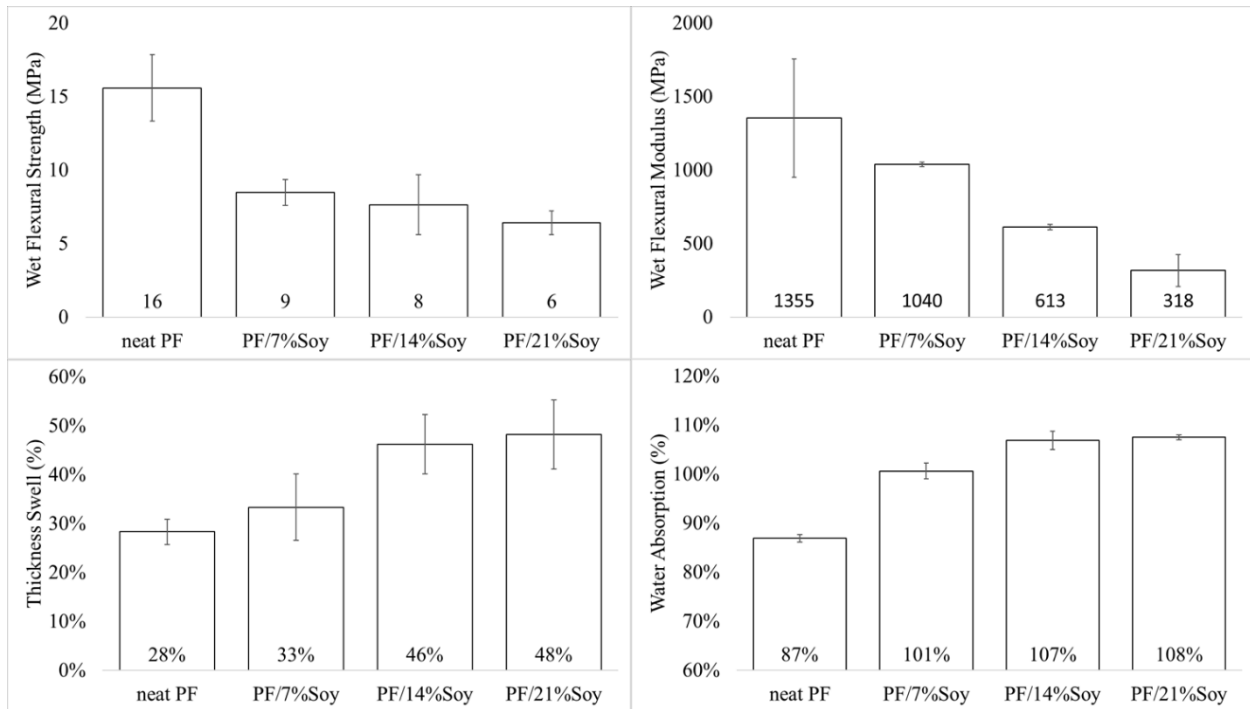 Wet Flexural Strength (MPa)
20
15
10
5
0
16
9
8
6
neat PF
PF/7%Soy
PF/14%Soy
PF/21%Soy
Wet Flexural Modulus (MPa)
2000
1500
1000
500
0
1355
1040
613
318
neat PF
PF/7%Soy
PF/14%Soy
PF/21%Soy
Thickness Swell (%)
60%
50%
40%
30%
20%
10%
0%
28%
33%
46%
48%
neat PF
PF/7%Soy
PF/14%Soy
PF/21%Soy
Water Absorption (%)
120%
110%
100%
90%
80%
70%
60%
87%
101%
107%
108%
neat PF
PF/7%Soy
PF/14%Soy
PF/21%Soy